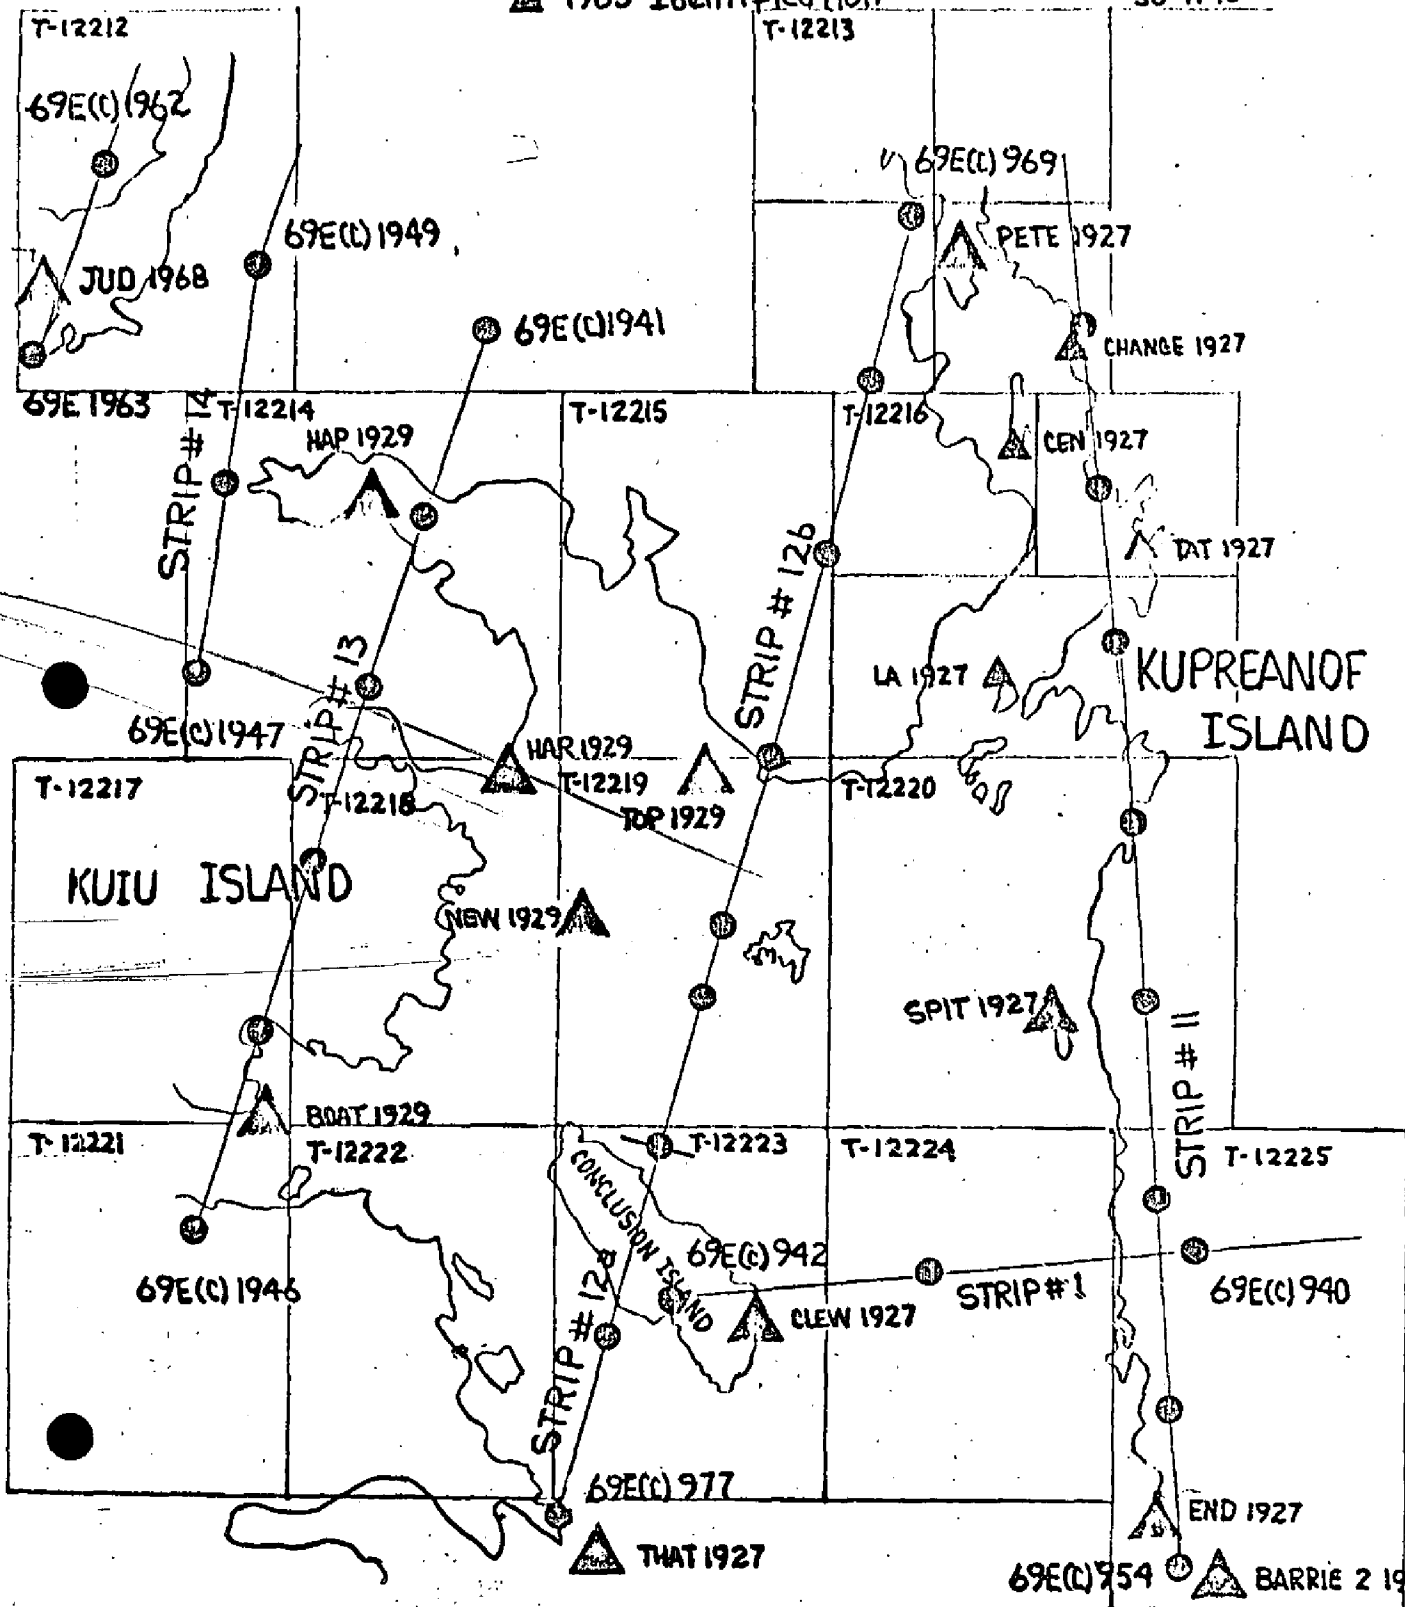 1965 Identification
T-12212
T-12213
69E(C) 1962
69E(C) 969
69E(C) 1949
PETE 1927
JUD 1968
69E(C) 1941
CHANGE 1927
69E 1963
STRIP # 14
T-12214
T-12215
T-12216
HAP 1929
CEN 1927
TAT 1927
STRIP # 13
STRIP # 12b
LA 1927
KUPREANOF
ISLAND
69E(C) 1947
HAR 1929
T-12217
T-12218
T-12219
T-12220
TOP 1929
KUIU ISLAND
NEW 1929
SPIT 1927
STRIP # 11
BOAT 1929
T-12221
T-12222
T-12223
T-12224
T-12225
CONCLUSION ISLAND
69E(C) 942
69E(C) 1946
STRIP # 1
69E(C) 940
CLEW 1927
STRIP # 12a
69E(C) 977
END 1927
THAT 1927
69E(C) 954
BARRIE 2 19